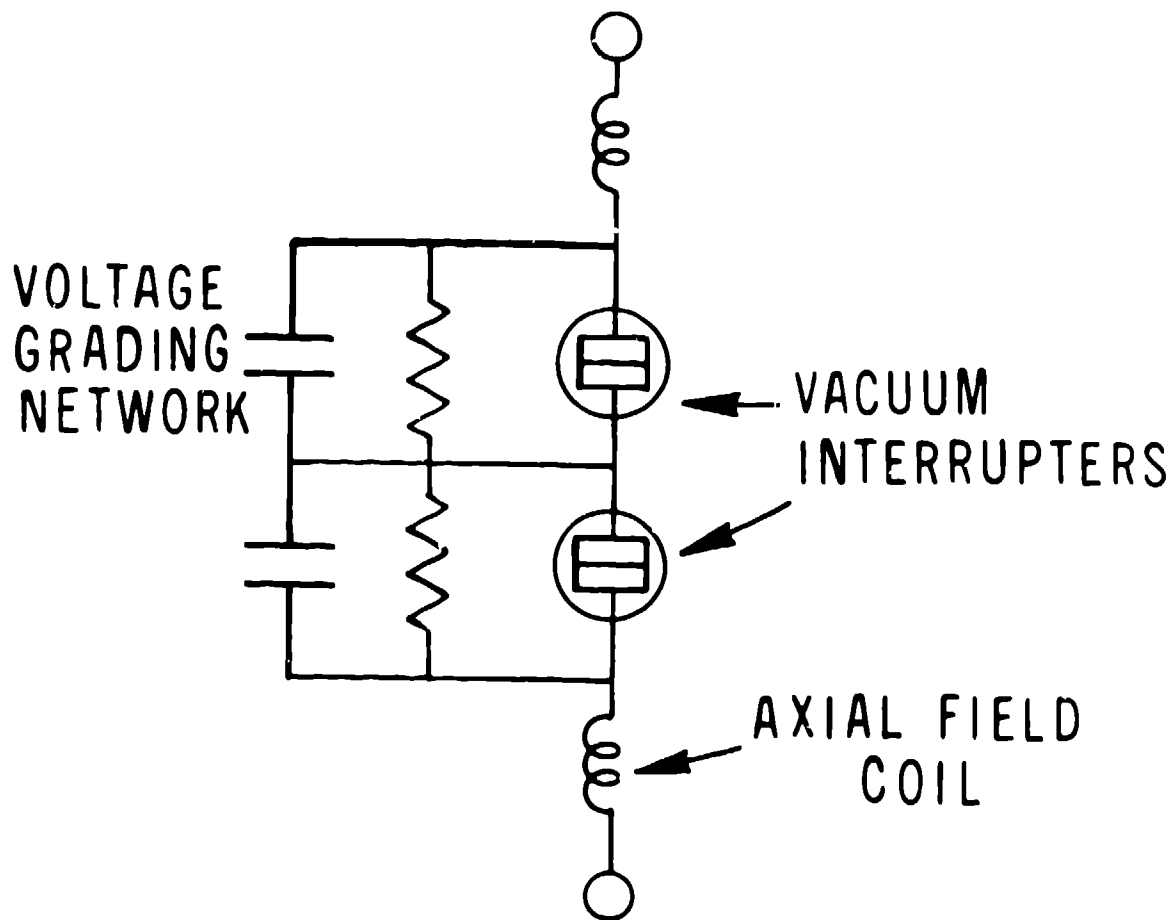 VOLTAGE
GRADING
NETWORK
VACUUM
INTERRUPTERS
AXIAL FIELD
COIL